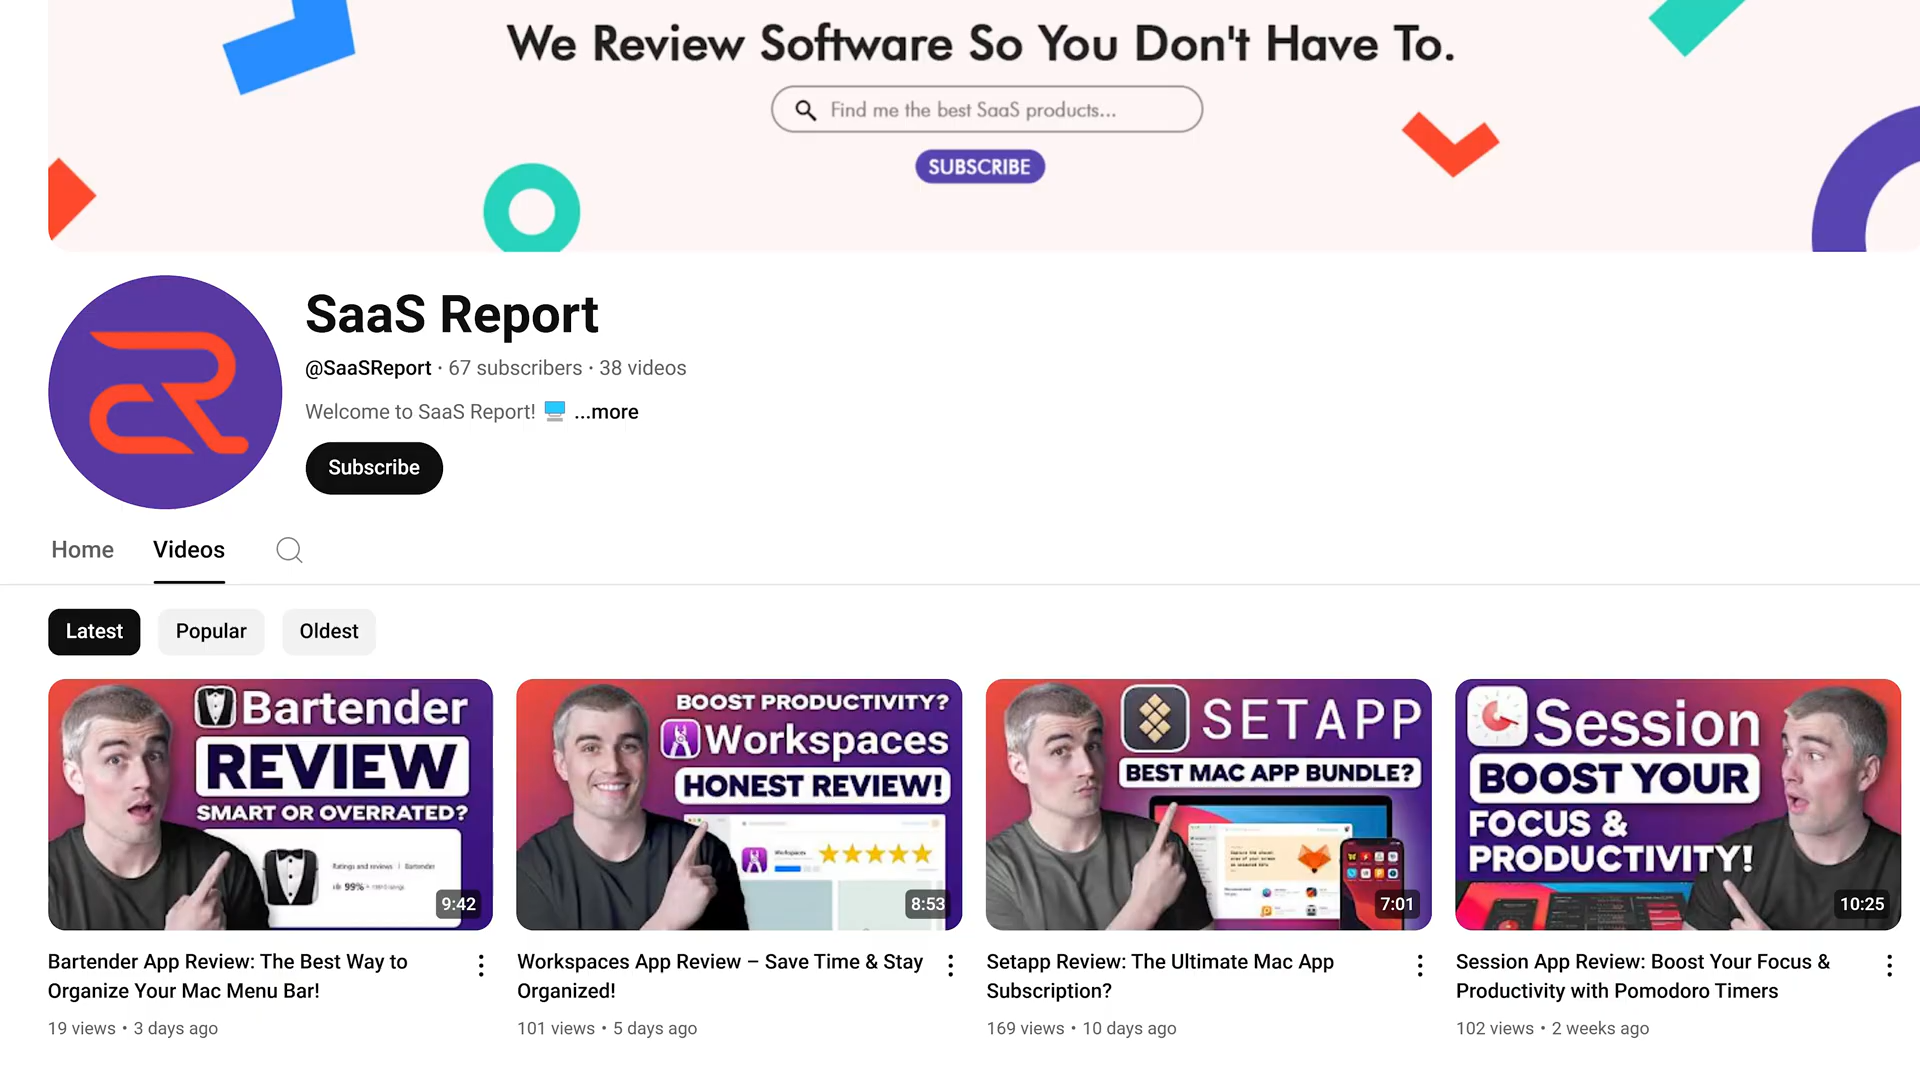 We Review Software So You Don't Have To.
Find me the best SaaS products...
SUBSCRIBE
SaaS Report
@SaaSReport · 67 subscribers · 38 videos
Welcome to SaaS Report! ...more
Subscribe
Home Videos
Latest Popular Oldest
Bartender
REVIEW
SMART OR OVERRATED?
Ratings and reviews | Bartender
99%
9:42
BOOST PRODUCTIVITY?
Workspaces
HONEST REVIEW!
Workspaces
8:53
SETAPP
BEST MAC APP BUNDLE?
7:01
Session
BOOST YOUR
FOCUS &
PRODUCTIVITY!
10:25
Bartender App Review: The Best Way to
Organize Your Mac Menu Bar!
19 views • 3 days ago
Workspaces App Review – Save Time & Stay
Organized!
101 views • 5 days ago
Setapp Review: The Ultimate Mac App
Subscription?
169 views • 10 days ago
Session App Review: Boost Your Focus &
Productivity with Pomodoro Timers
102 views • 2 weeks ago